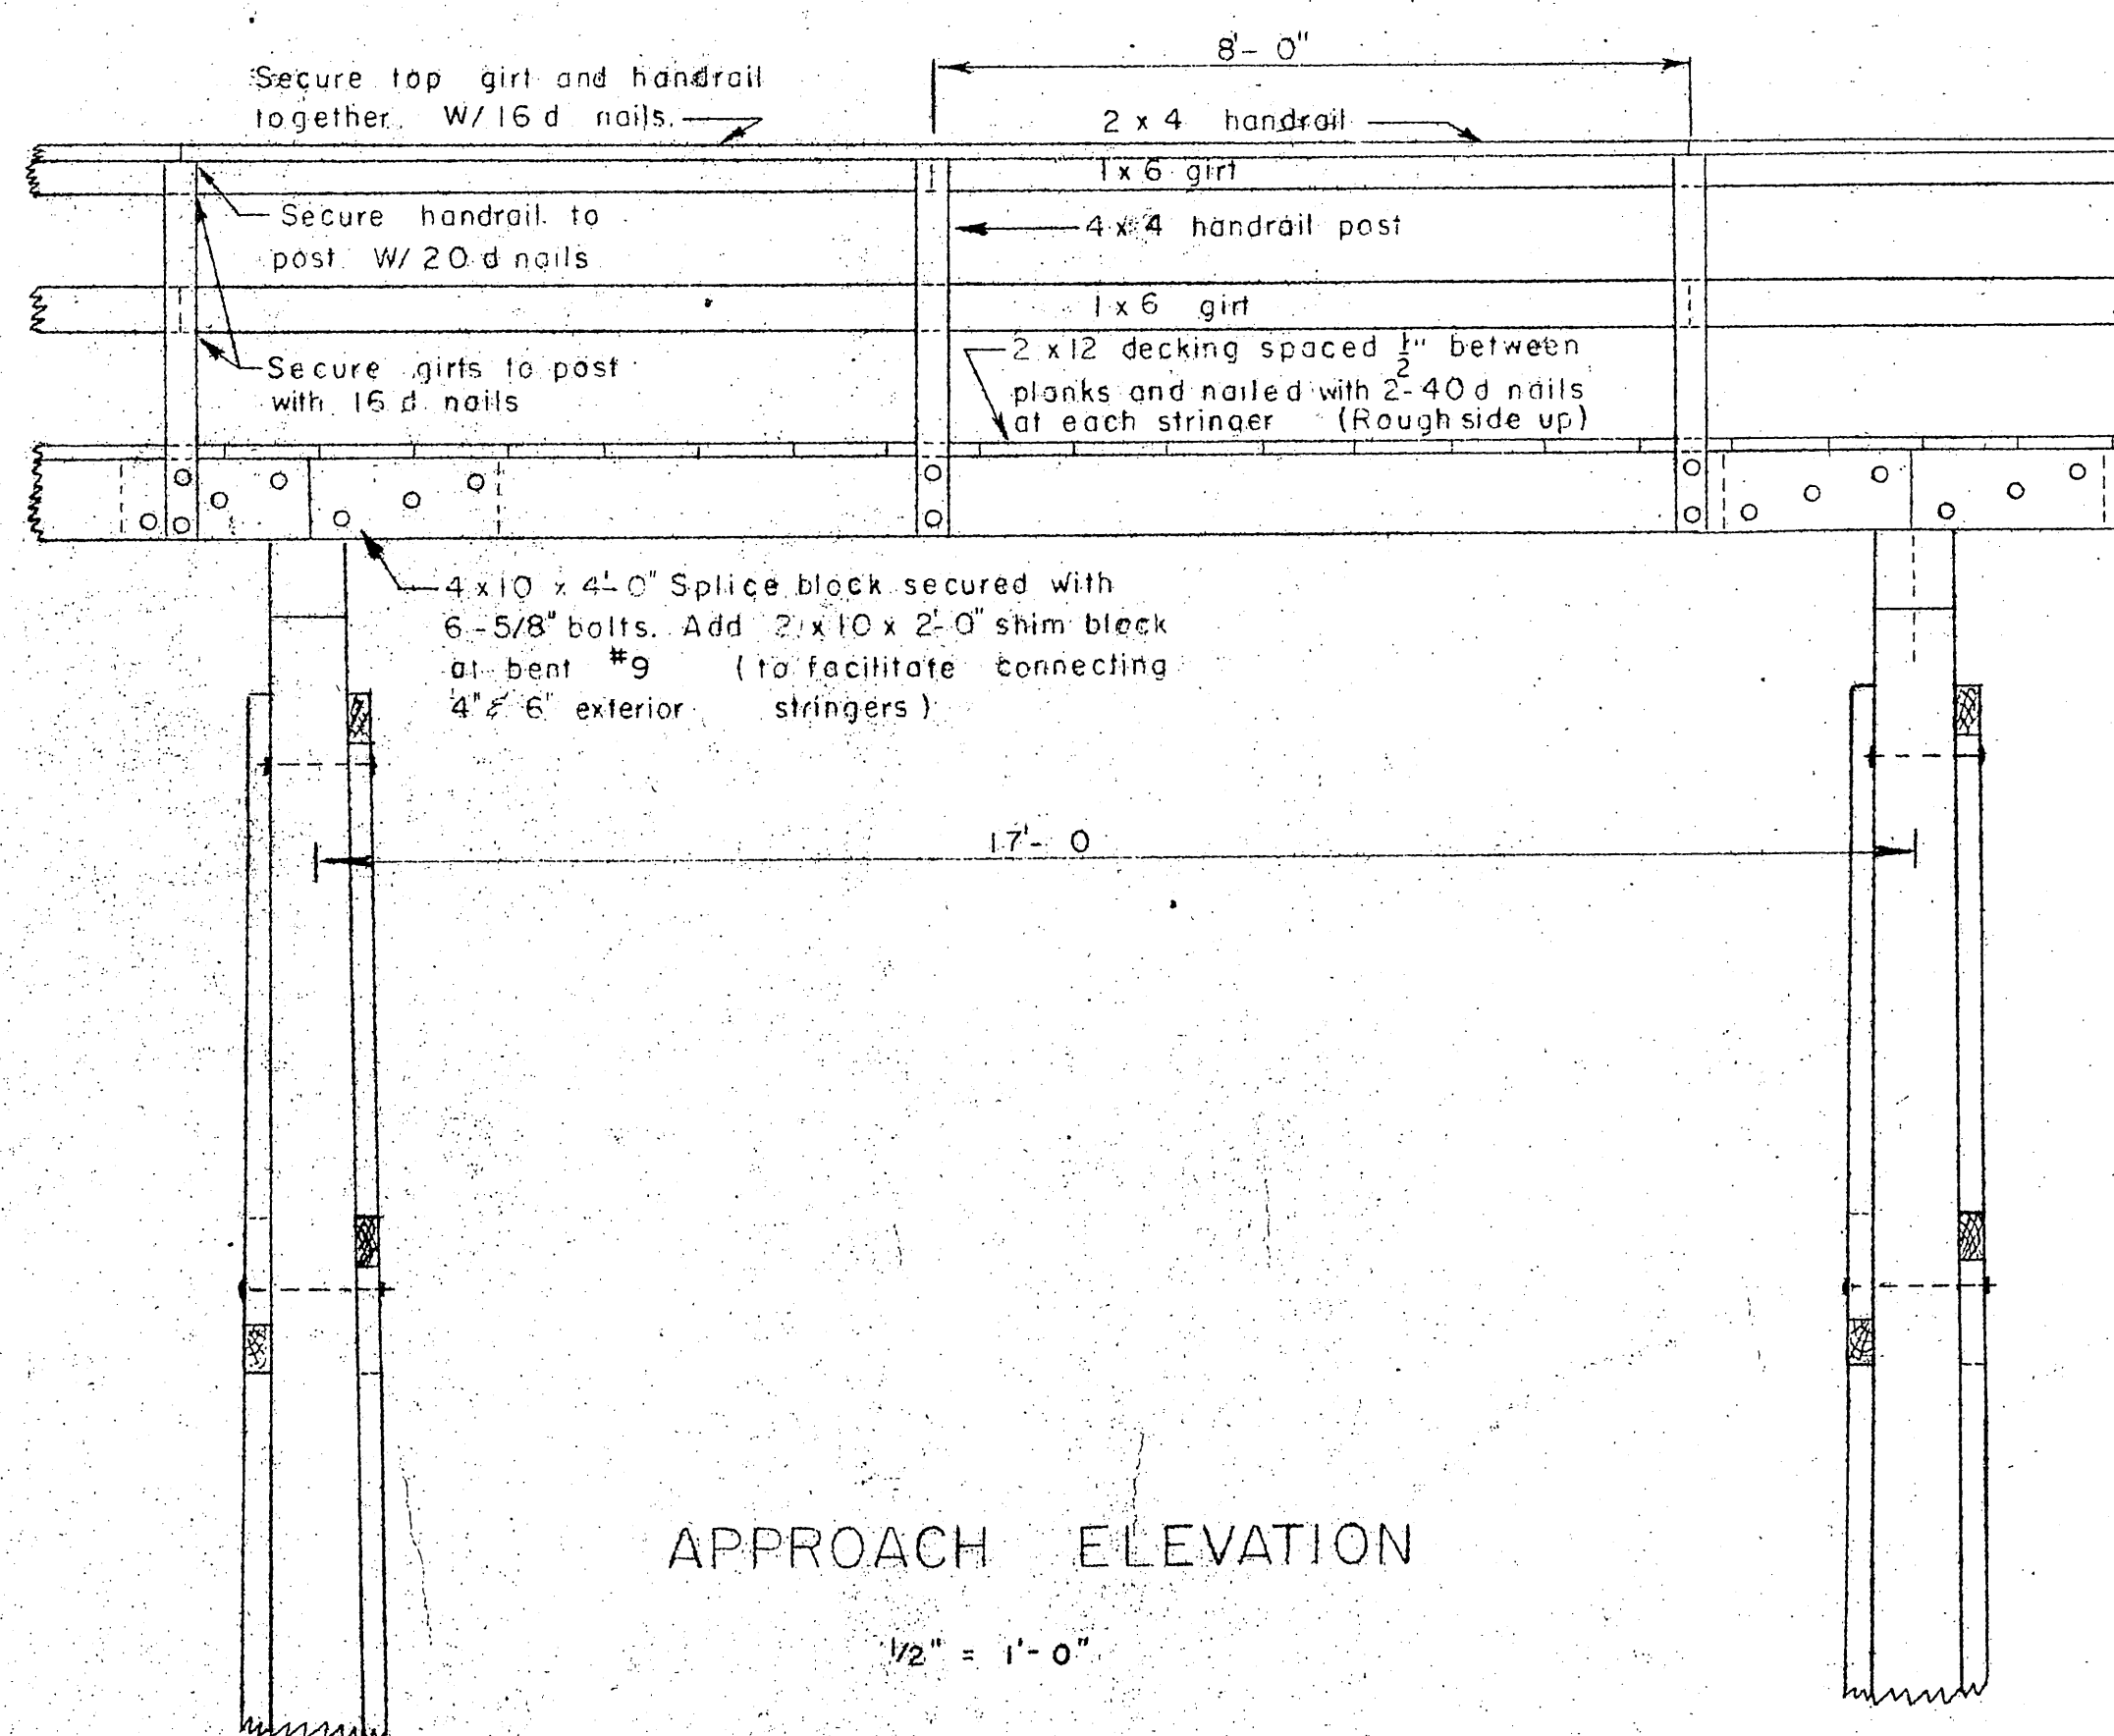 8'- 0"
Secure top girt and handrail
together. W/ 16 d nails.
2 x 4 handrail
1 x 6 girt
Secure handrail to
post W/ 20 d nails
4 x 4 handrail post
1 x 6 girt
2 x 12 decking spaced 1/2" between
planks and nailed with 2-40 d nails
at each stringer (Rough side up)
Secure girts to post
with 16 d nails
4 x 10 x 4'-0" Splice block secured with
6-5/8" bolts. Add 2 x 10 x 2'-0" shim block
at bent #9 (to facilitate connecting
4" & 6" exterior stringers)
17'- 0
APPROACH ELEVATION
1/2" = 1'-0"